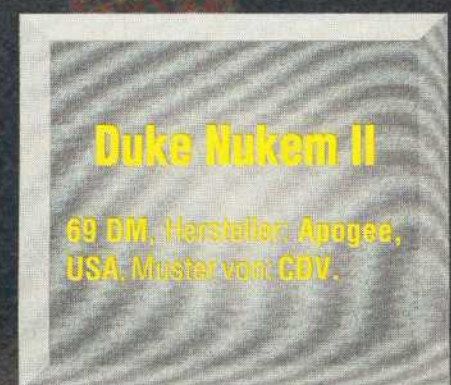 Duke Nukem II
69 DM, Hersteller: Apogee,
USA, Muster von: CDV.